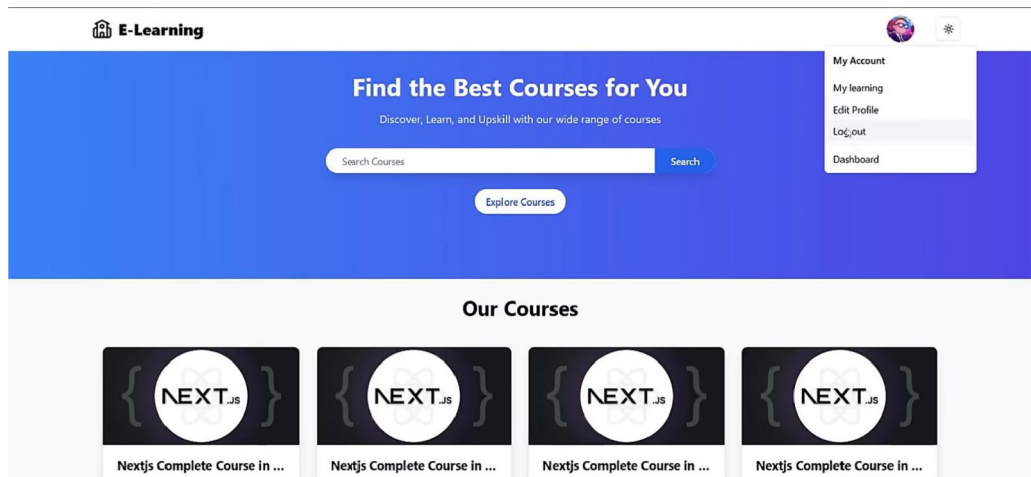 E-Learning
My Account
My learning
Edit Profile
Logout
Dashboard
Find the Best Courses for You
Discover, Learn, and Upskill with our wide range of courses
Search Courses
Search
Explore Courses
Our Courses
NEXT.JS
NEXT.JS
NEXT.JS
NEXT.JS
Nextjs Complete Course in ...
Nextjs Complete Course in ...
Nextjs Complete Course in ...
Nextjs Complete Course in ...